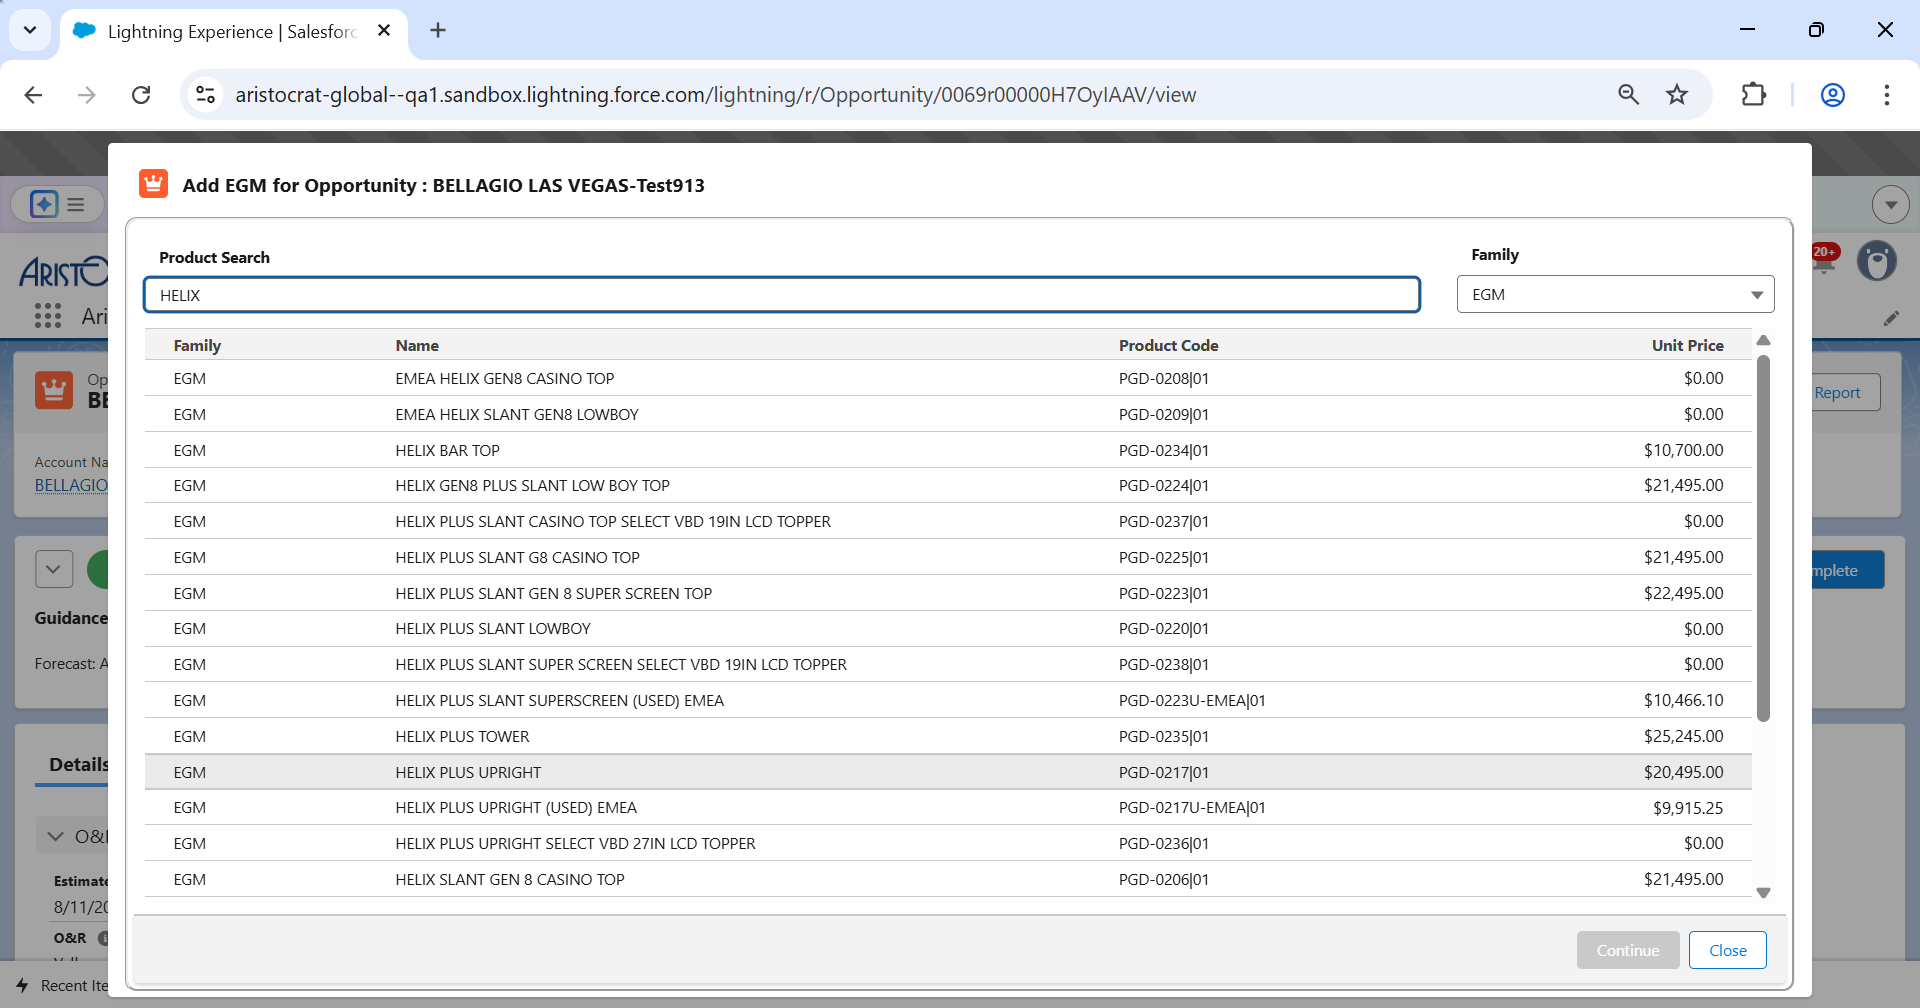 Lightning Experience | Salesforc
aristocrat-global--qa1.sandbox.lightning.force.com/lightning/r/Opportunity/0069r00000H7OyIAAV/view
Add EGM for Opportunity : BELLAGIO LAS VEGAS-Test913
Product Search
Family
HELIX
EGM
Family Name Product Code Unit Price
EGM EMEA HELIX GEN8 CASINO TOP PGD-0208|01 $0.00
EGM EMEA HELIX SLANT GEN8 LOWBOY PGD-0209|01 $0.00
EGM HELIX BAR TOP PGD-0234|01 $10,700.00
EGM HELIX GEN8 PLUS SLANT LOW BOY TOP PGD-0224|01 $21,495.00
EGM HELIX PLUS SLANT CASINO TOP SELECT VBD 19IN LCD TOPPER PGD-0237|01 $0.00
EGM HELIX PLUS SLANT G8 CASINO TOP PGD-0225|01 $21,495.00
EGM HELIX PLUS SLANT GEN 8 SUPER SCREEN TOP PGD-0223|01 $22,495.00
EGM HELIX PLUS SLANT LOWBOY PGD-0220|01 $0.00
EGM HELIX PLUS SLANT SUPER SCREEN SELECT VBD 19IN LCD TOPPER PGD-0238|01 $0.00
EGM HELIX PLUS SLANT SUPERSCREEN (USED) EMEA PGD-0223U-EMEA|01 $10,466.10
EGM HELIX PLUS TOWER PGD-0235|01 $25,245.00
EGM HELIX PLUS UPRIGHT PGD-0217|01 $20,495.00
EGM HELIX PLUS UPRIGHT (USED) EMEA PGD-0217U-EMEA|01 $9,915.25
EGM HELIX PLUS UPRIGHT SELECT VBD 27IN LCD TOPPER PGD-0236|01 $0.00
EGM HELIX SLANT GEN 8 CASINO TOP PGD-0206|01 $21,495.00
Continue Close
ARISTO
20+
Ari
Op
BE
Report
Account Na
BELLAGIO
mplete
Guidance
Forecast: A
Details
O&
Estimate
8/11/20
O&R
Recent Ite